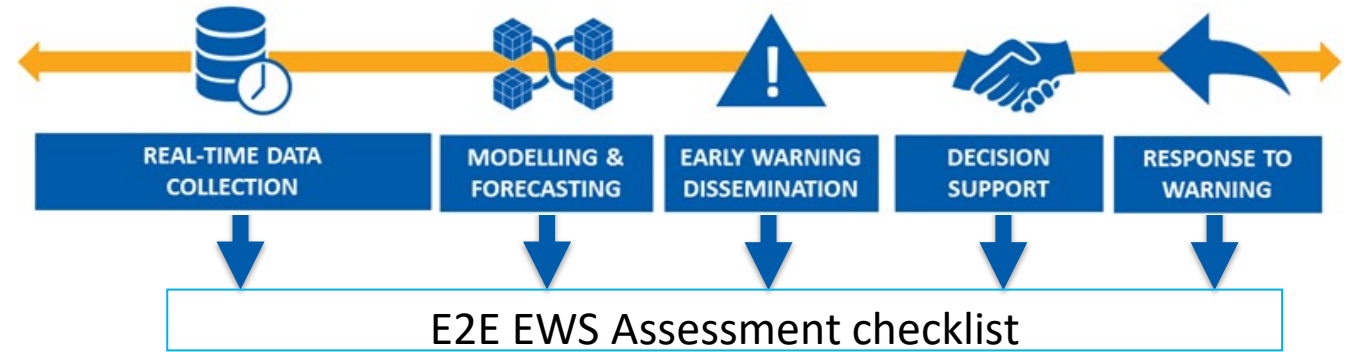 REAL-TIME DATA
COLLECTION
MODELLING &
FORECASTING
EARLY WARNING
DISSEMINATION
DECISION
SUPPORT
RESPONSE TO
WARNING
E2E EWS Assessment checklist